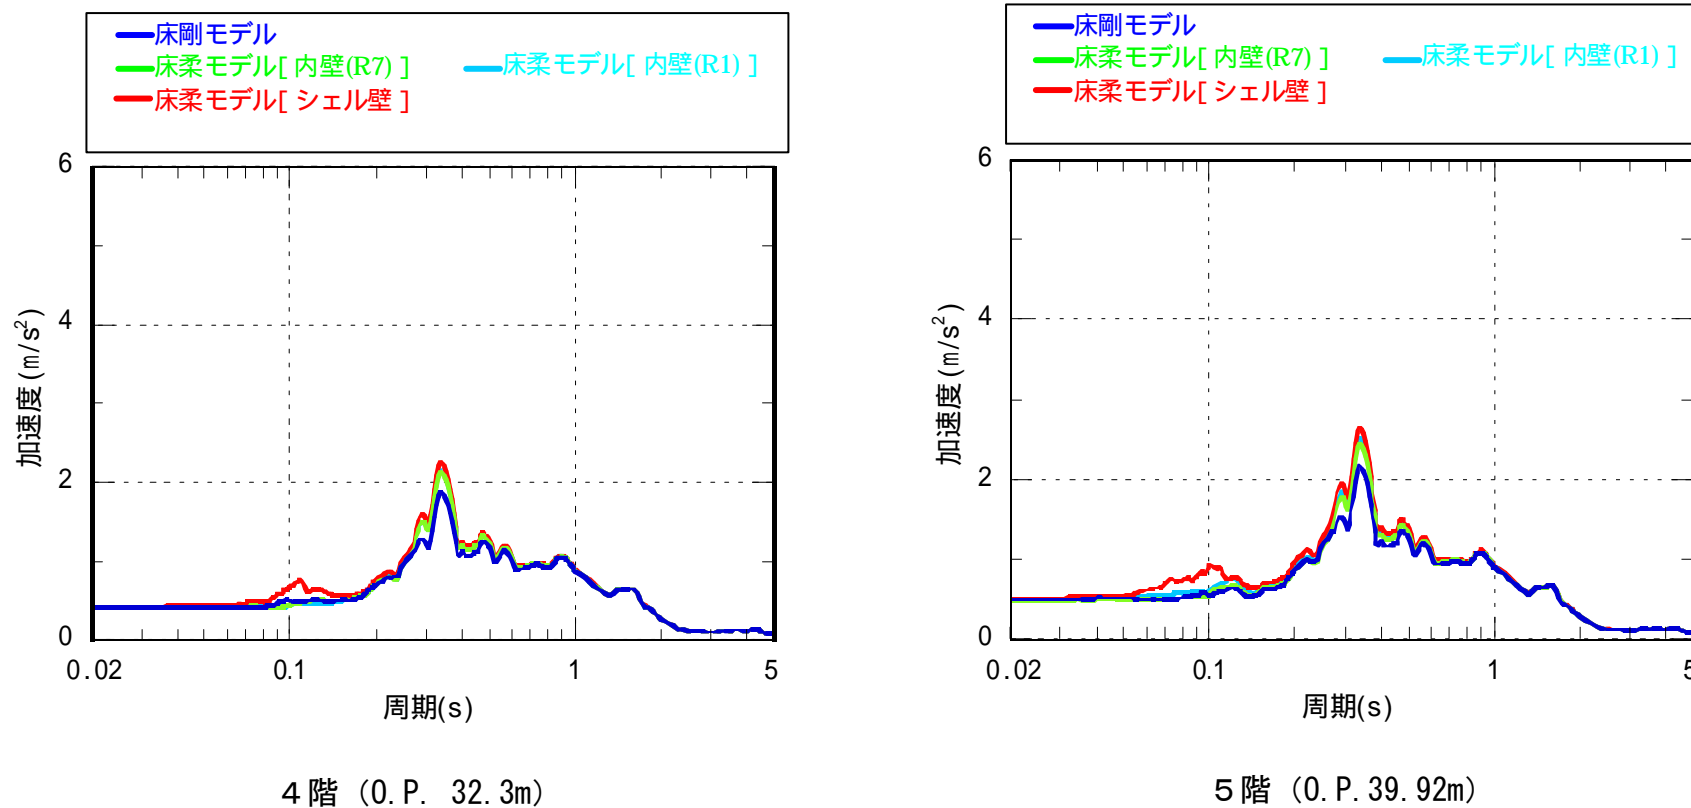 床剛モデル
床柔モデル[ 内壁(R7) ] 床柔モデル[ 内壁(R1) ]
床柔モデル[ シェル壁 ]
6
4
2
0
加速度(m/s²)
0.02 0.1 1 5
周期(s)
4階 (O.P. 32.3m)
床剛モデル
床柔モデル[ 内壁(R7) ] 床柔モデル[ 内壁(R1) ]
床柔モデル[ シェル壁 ]
6
4
2
0
加速度(m/s²)
0.02 0.1 1 5
周期(s)
5階 (O.P.39.92m)